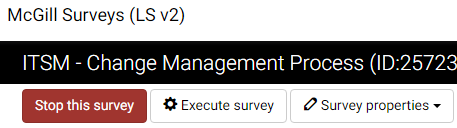 McGill Surveys (LS v2)
ITSM - Change Management Process (ID:25723
Stop this survey Execute survey Survey properties